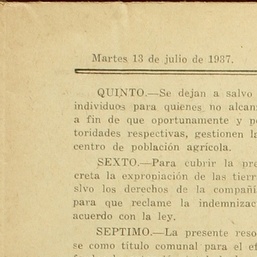 Martes 13 de julio de 1937.
QUINTO.—Se dejan a salvo
individuos para quienes no alcan
a fin de que oportunamente y p
toridades respectivas, gestionen l
centro de población agrícola.
SEXTO.—Para cubrir la pre
creta la expropiación de las tierr
slvo los derechos de la compañi
para que reclame la indemnizac
acuerdo con la ley.
SEPTIMO.—La presente reso
se como título comunal para el ef